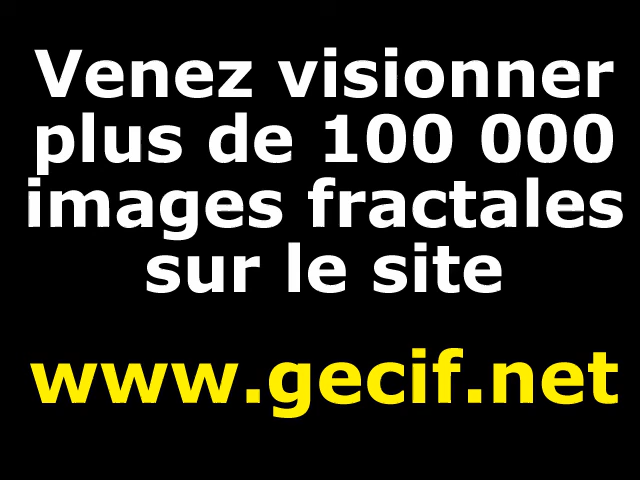 Venez visionner
plus de 100 000
images fractales
sur le site
www.gecif.net